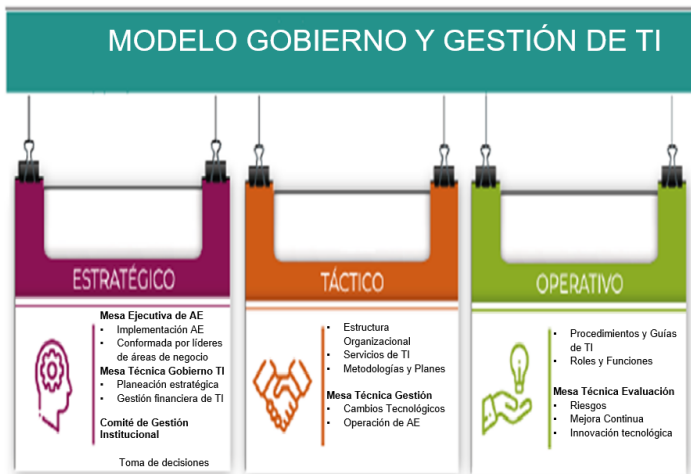 MODELO GOBIERNO Y GESTIÓN DE TI
ESTRATÉGICO
Mesa Ejecutiva de AE
▪ Implementación AE
▪ Conformada por líderes
de áreas de negocio
Mesa Técnica Gobierno TI
▪ Planeación estratégica
▪ Gestión financiera de TI
Comité de Gestión
Institucional
Toma de decisiones
TÁCTICO
▪ Estructura
Organizacional
▪ Servicios de TI
▪ Metodologías y Planes
Mesa Técnica Gestión
▪ Cambios Tecnológicos
▪ Operación de AE
OPERATIVO
▪ Procedimientos y Guías
de TI
▪ Roles y Funciones
Mesa Técnica Evaluación
▪ Riesgos
▪ Mejora Continua
▪ Innovación tecnológica